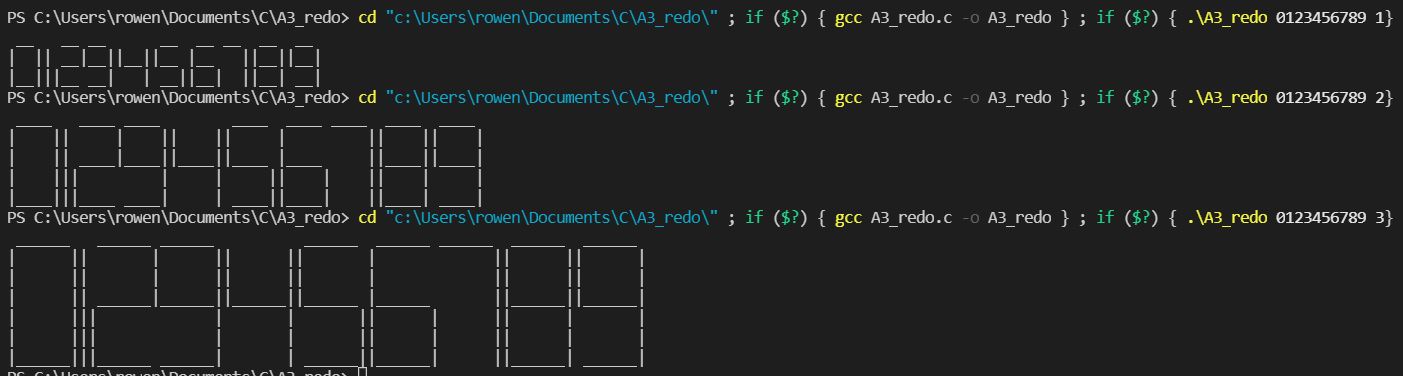 PS C:\Users\rowen\Documents\C\A3_redo> cd "c:\Users\rowen\Documents\C\A3_redo\" ; if ($?) { gcc A3_redo.c -o A3_redo } ; if ($?) { .\A3_redo 0123456789 1}
0123456789
PS C:\Users\rowen\Documents\C\A3_redo> cd "c:\Users\rowen\Documents\C\A3_redo\" ; if ($?) { gcc A3_redo.c -o A3_redo } ; if ($?) { .\A3_redo 0123456789 2}
0123456789
PS C:\Users\rowen\Documents\C\A3_redo> cd "c:\Users\rowen\Documents\C\A3_redo\" ; if ($?) { gcc A3_redo.c -o A3_redo } ; if ($?) { .\A3_redo 0123456789 3}
0123456789
PS C:\Users\rowen\Documents\C\A3_redo>